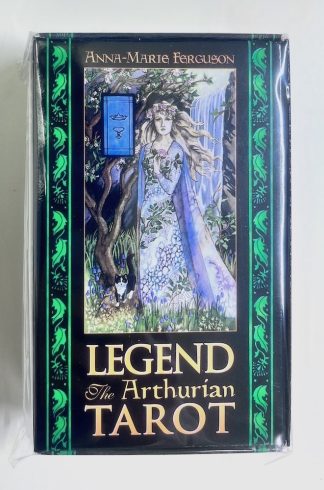 ANNA-MARIE FERGUSON
LEGEND
The Arthurian
TAROT